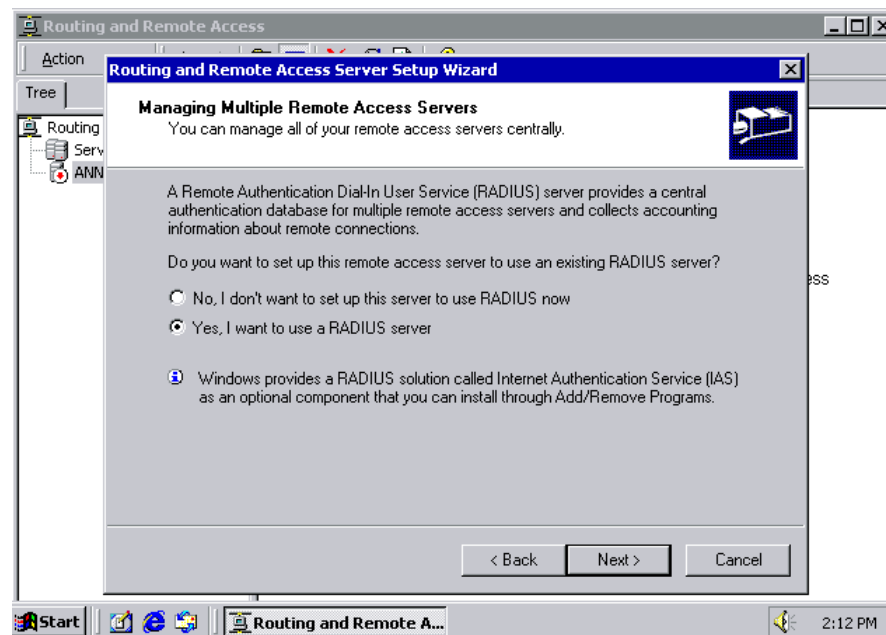 Routing and Remote Access
Action
Tree
Routing
Serv
ANN
Routing and Remote Access Server Setup Wizard
Managing Multiple Remote Access Servers
You can manage all of your remote access servers centrally.
A Remote Authentication Dial-In User Service (RADIUS) server provides a central
authentication database for multiple remote access servers and collects accounting
information about remote connections.
Do you want to set up this remote access server to use an existing RADIUS server?
No, I don't want to set up this server to use RADIUS now
Yes, I want to use a RADIUS server
Windows provides a RADIUS solution called Internet Authentication Service (IAS)
as an optional component that you can install through Add/Remove Programs.
< Back
Next >
Cancel
Start
Routing and Remote A...
2:12 PM